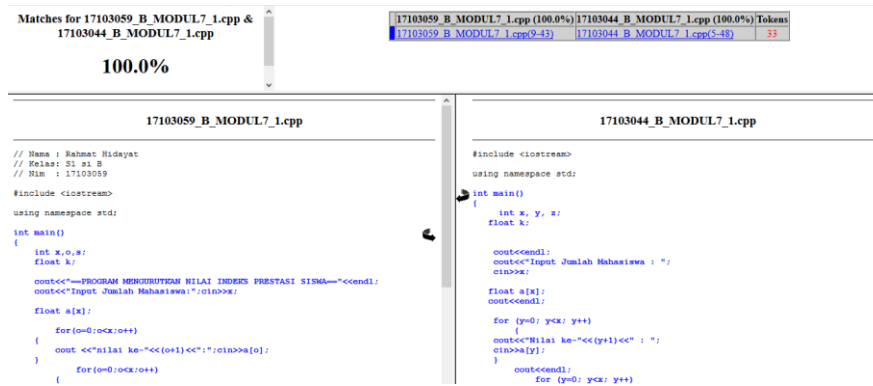 Matches for 17103059_B_MODUL7_1.cpp &
17103044_B_MODUL7_1.cpp
100.0%
17103059_B_MODUL7_1.cpp (100.0%) 17103044_B_MODUL7_1.cpp (100.0%) Tokens
17103059_B_MODUL7_1.cpp(9-43) 17103044_B_MODUL7_1.cpp(5-48) 33
17103059_B_MODUL7_1.cpp
// Nama : Rahmat Hidayat
// Kelas: S1 si B
// Nim  : 17103059
#include <iostream>
using namespace std;
int main()
{
int x,o,s;
float k;
cout<<"==PROGRAM MENGURUTKAN NILAI INDEKS PRESTASI SISWA=="<<endl;
cout<<"Input Jumlah Mahasiswa:";cin>>x;
float a[x];
for(o=0;o<x;o++)
{
cout <<"nilai ke-"<<(o+1)<<":";cin>>a[o];
}
for(o=0;o<x;o++)
{
17103044_B_MODUL7_1.cpp
#include <iostream>
using namespace std;
int main()
{
int x, y, z;
float k;
cout<<endl;
cout<<"Input Jumlah Mahasiswa : ";
cin>>x;
float a[x];
cout<<endl;
for (y=0; y<x; y++)
{
cout<<"Nilai ke-"<<(y+1)<<" : ";
cin>>a[y];
}
cout<<endl;
for (y=0; y<x; y++)